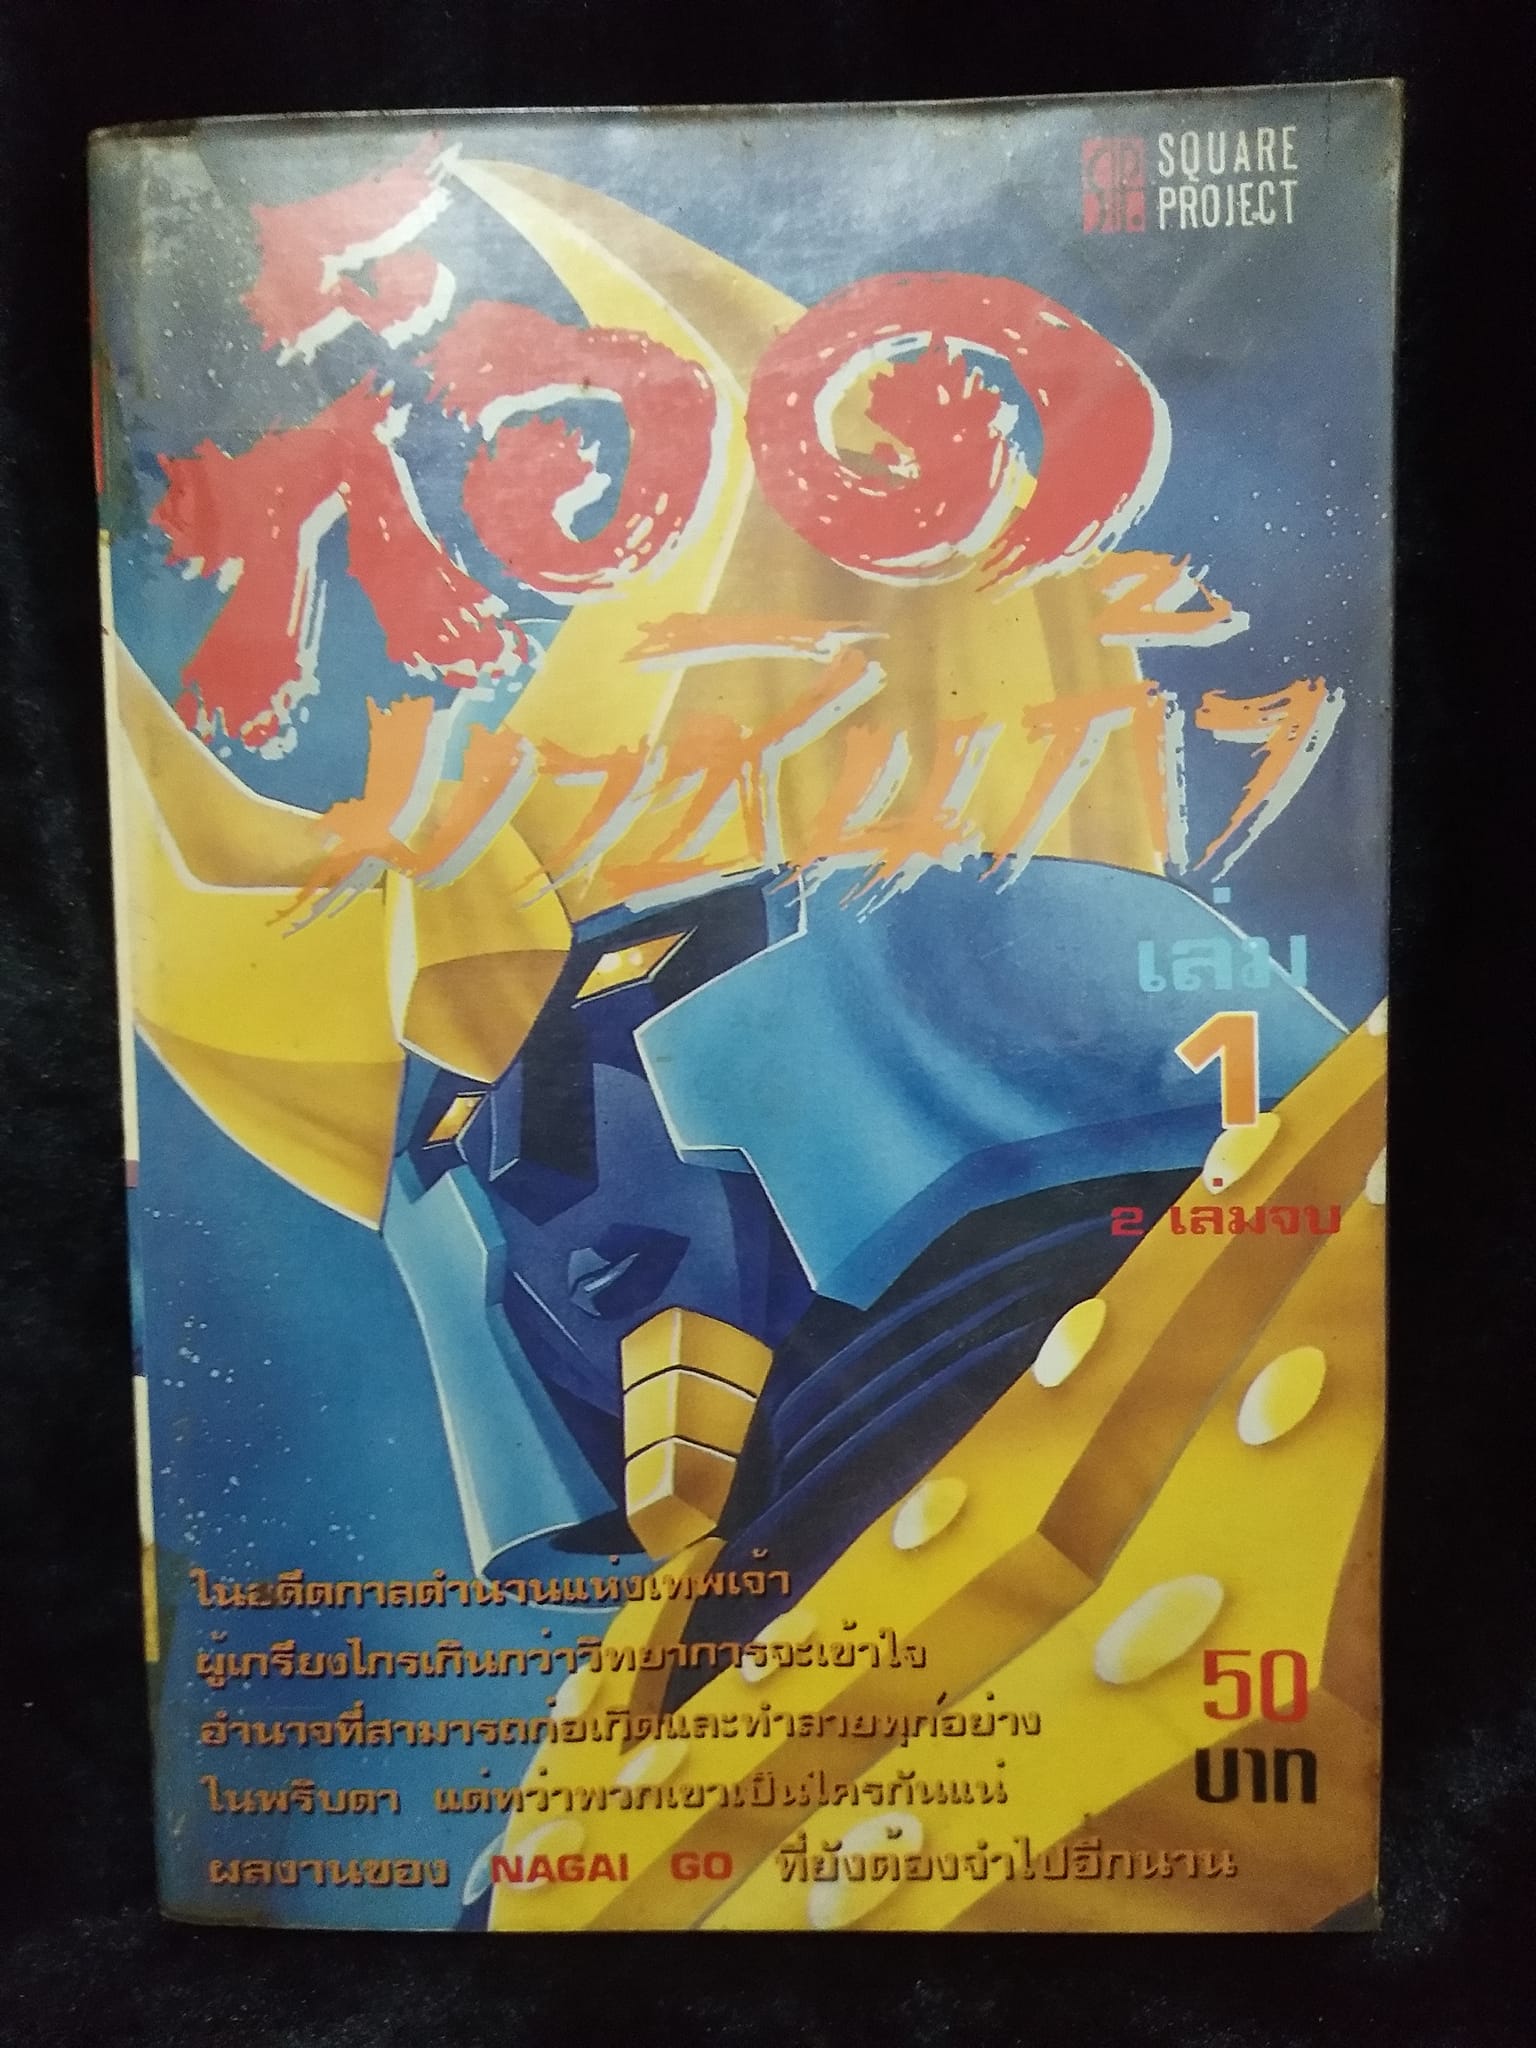 SQUARE
PROJECT
ก๊อด
มาชินก้า
เล่ม
1
2 เล่มจบ
ในอดีตกาลตำนานแห่งเทพเจ้า
ผู้เกรียงไกรเกินกว่าวิทยาการจะเข้าใจ
อำนาจที่สามารถก่อเกิดและทำลายทุกอย่าง
ในพริบตา แต่ทว่าพวกเขาเป็นใครกันแน่
ผลงานของ NAGAI GO ที่ยังต้องจำไปอีกนาน
50
บาท